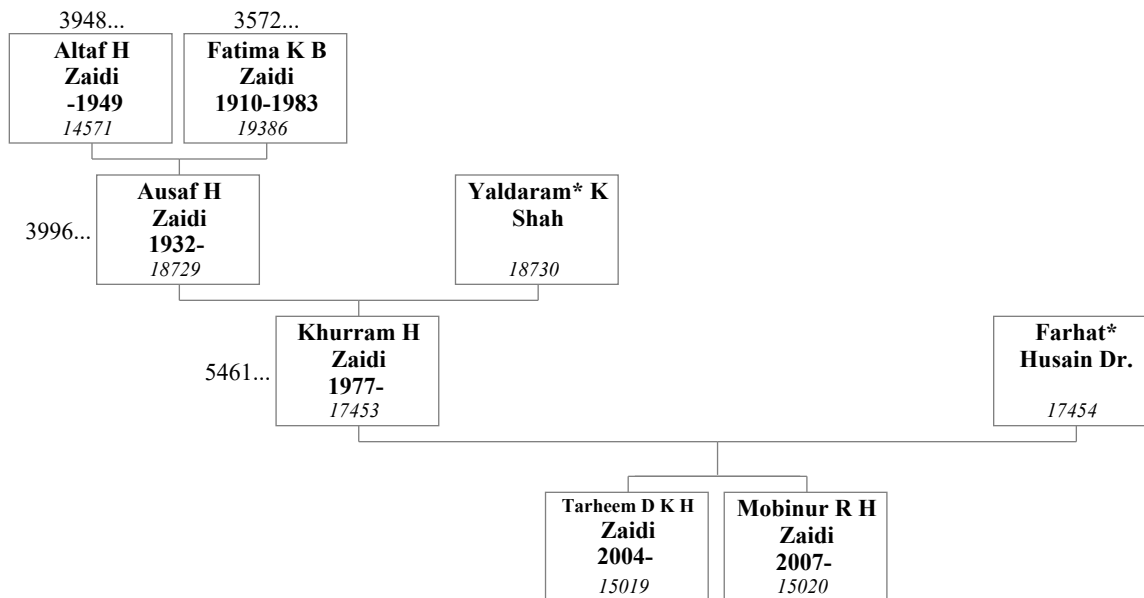 3948...
3572...
Altaf H
Zaidi
-1949
14571
Fatima K B
Zaidi
1910-1983
19386
3996...
Ausaf H
Zaidi
1932-
18729
Yaldaram* K
Shah
18730
5461...
Khurram H
Zaidi
1977-
17453
Farhat*
Husain Dr.
17454
Tarheem D K H
Zaidi
2004-
15019
Mobinur R H
Zaidi
2007-
15020